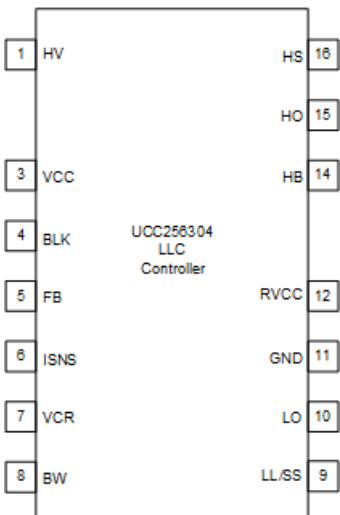 1 HV HS 16
HO 15
3 VCC HB 14
4 BLK
UCC256304
LLC
Controller
5 FB RVCC 12
6 ISNS GND 11
7 VCR LO 10
8 BW LL/SS 9